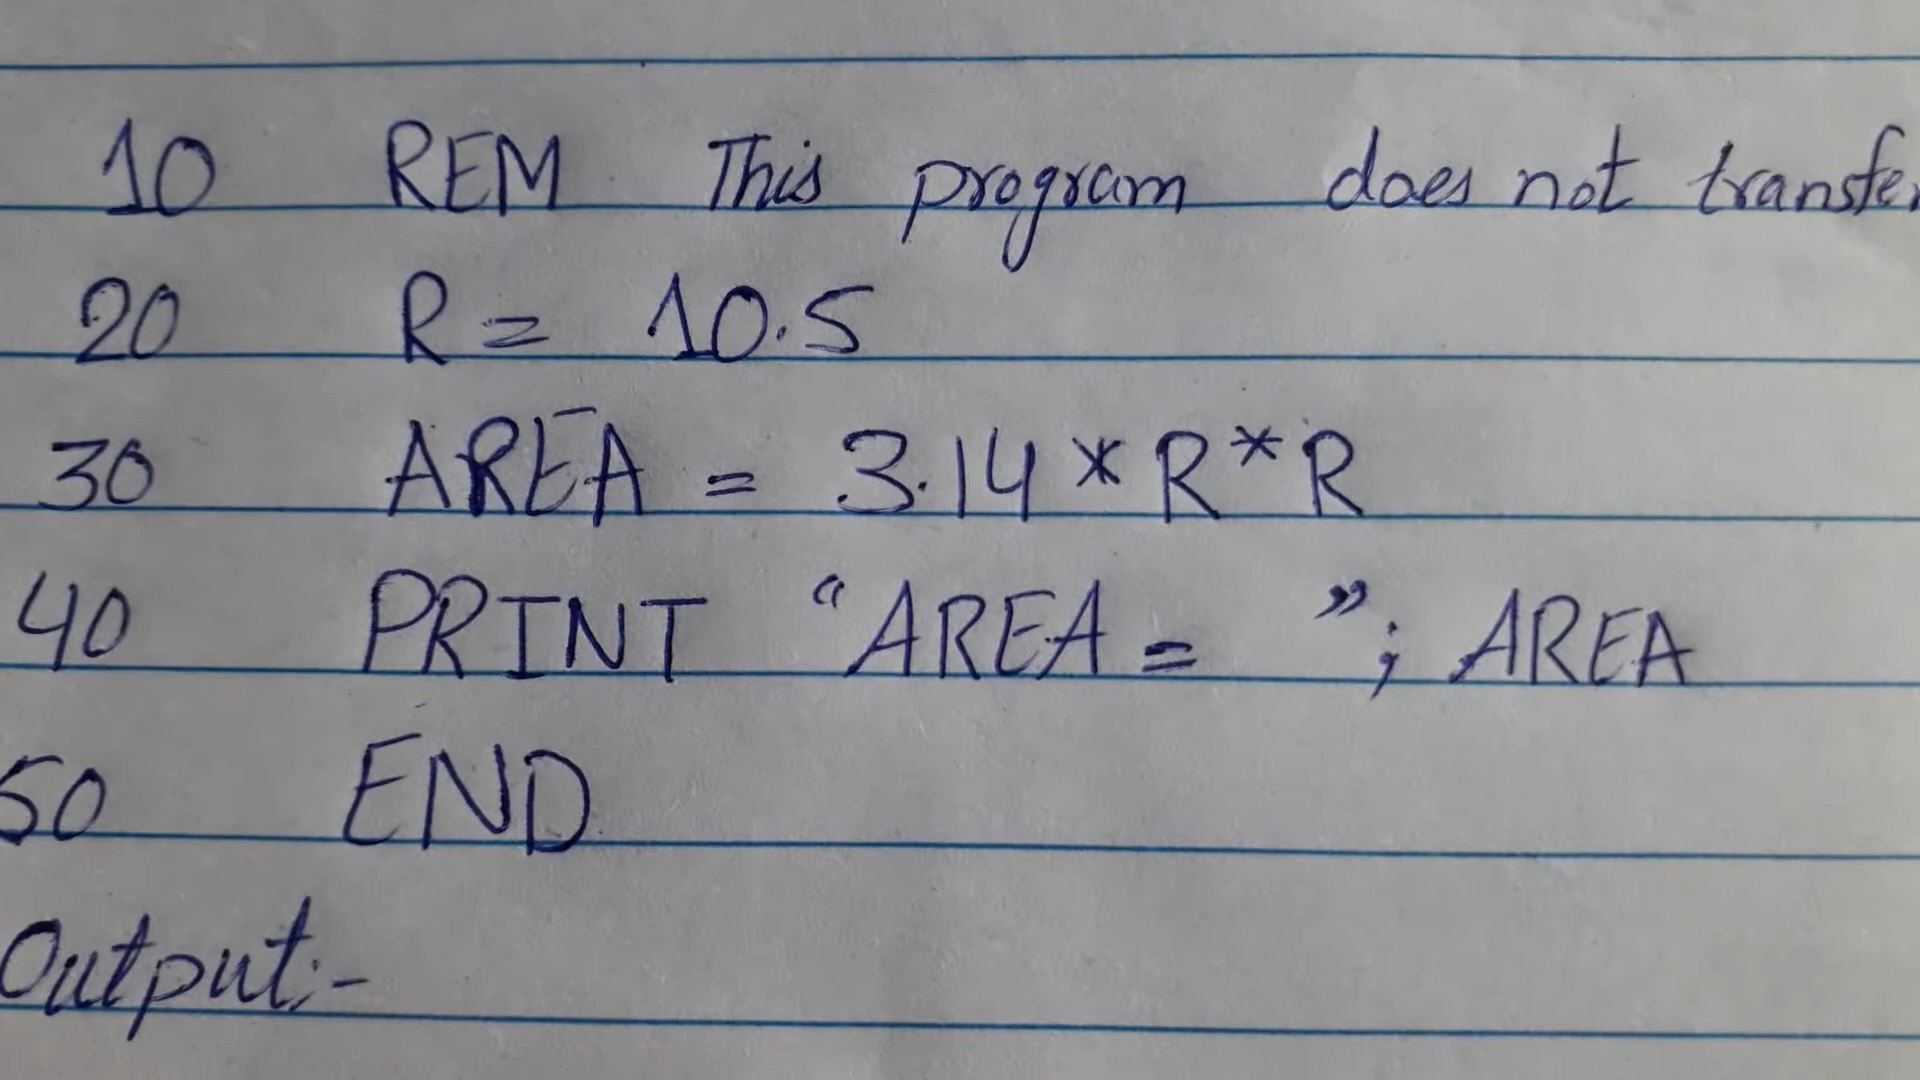 10 REM This program does not transfer
20 R = 10.5
30 AREA = 3.14 * R * R
40 PRINT “AREA = ”; AREA
50 END
Output:-